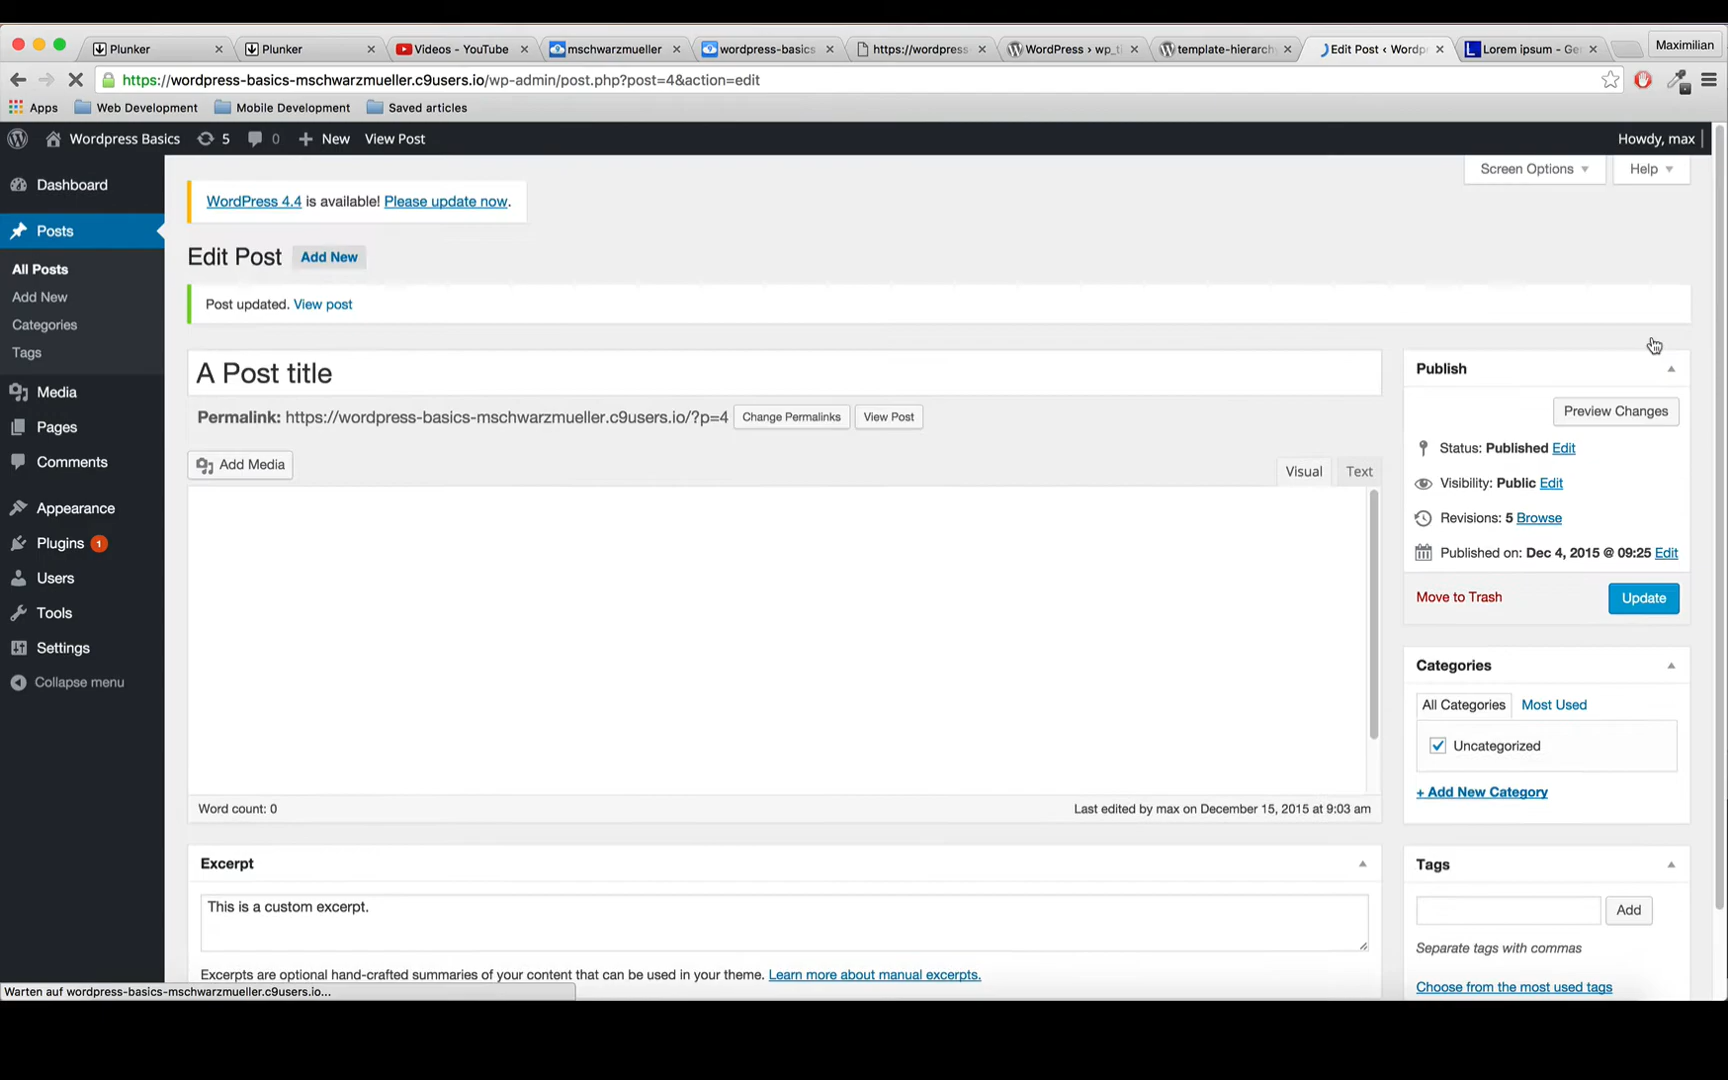 Plunker
Plunker
Videos - YouTube
mschwarzmueller
wordpress-basics
https://wordpress
WordPress › wp_ti
template-hierarch
Edit Post ‹ Wordp
Lorem ipsum - Ge
Maximilian
https://wordpress-basics-mschwarzmueller.c9users.io/wp-admin/post.php?post=4&action=edit
Apps Web Development Mobile Development Saved articles
Wordpress Basics 5 0 New View Post Howdy, max
Screen Options Help
Dashboard
Posts
All Posts
Add New
Categories
Tags
Media
Pages
Comments
Appearance
Plugins 1
Users
Tools
Settings
Collapse menu
WordPress 4.4 is available! Please update now.
Edit Post Add New
Post updated. View post
A Post title
Permalink: https://wordpress-basics-mschwarzmueller.c9users.io/?p=4 Change Permalinks View Post
Add Media
Visual Text
Word count: 0
Last edited by max on December 15, 2015 at 9:03 am
Excerpt
This is a custom excerpt.
Excerpts are optional hand-crafted summaries of your content that can be used in your theme. Learn more about manual excerpts.
Publish
Preview Changes
Status: Published Edit
Visibility: Public Edit
Revisions: 5 Browse
Published on: Dec 4, 2015 @ 09:25 Edit
Move to Trash Update
Categories
All Categories Most Used
Uncategorized
+ Add New Category
Tags
Add
Separate tags with commas
Choose from the most used tags
Warten auf wordpress-basics-mschwarzmueller.c9users.io...